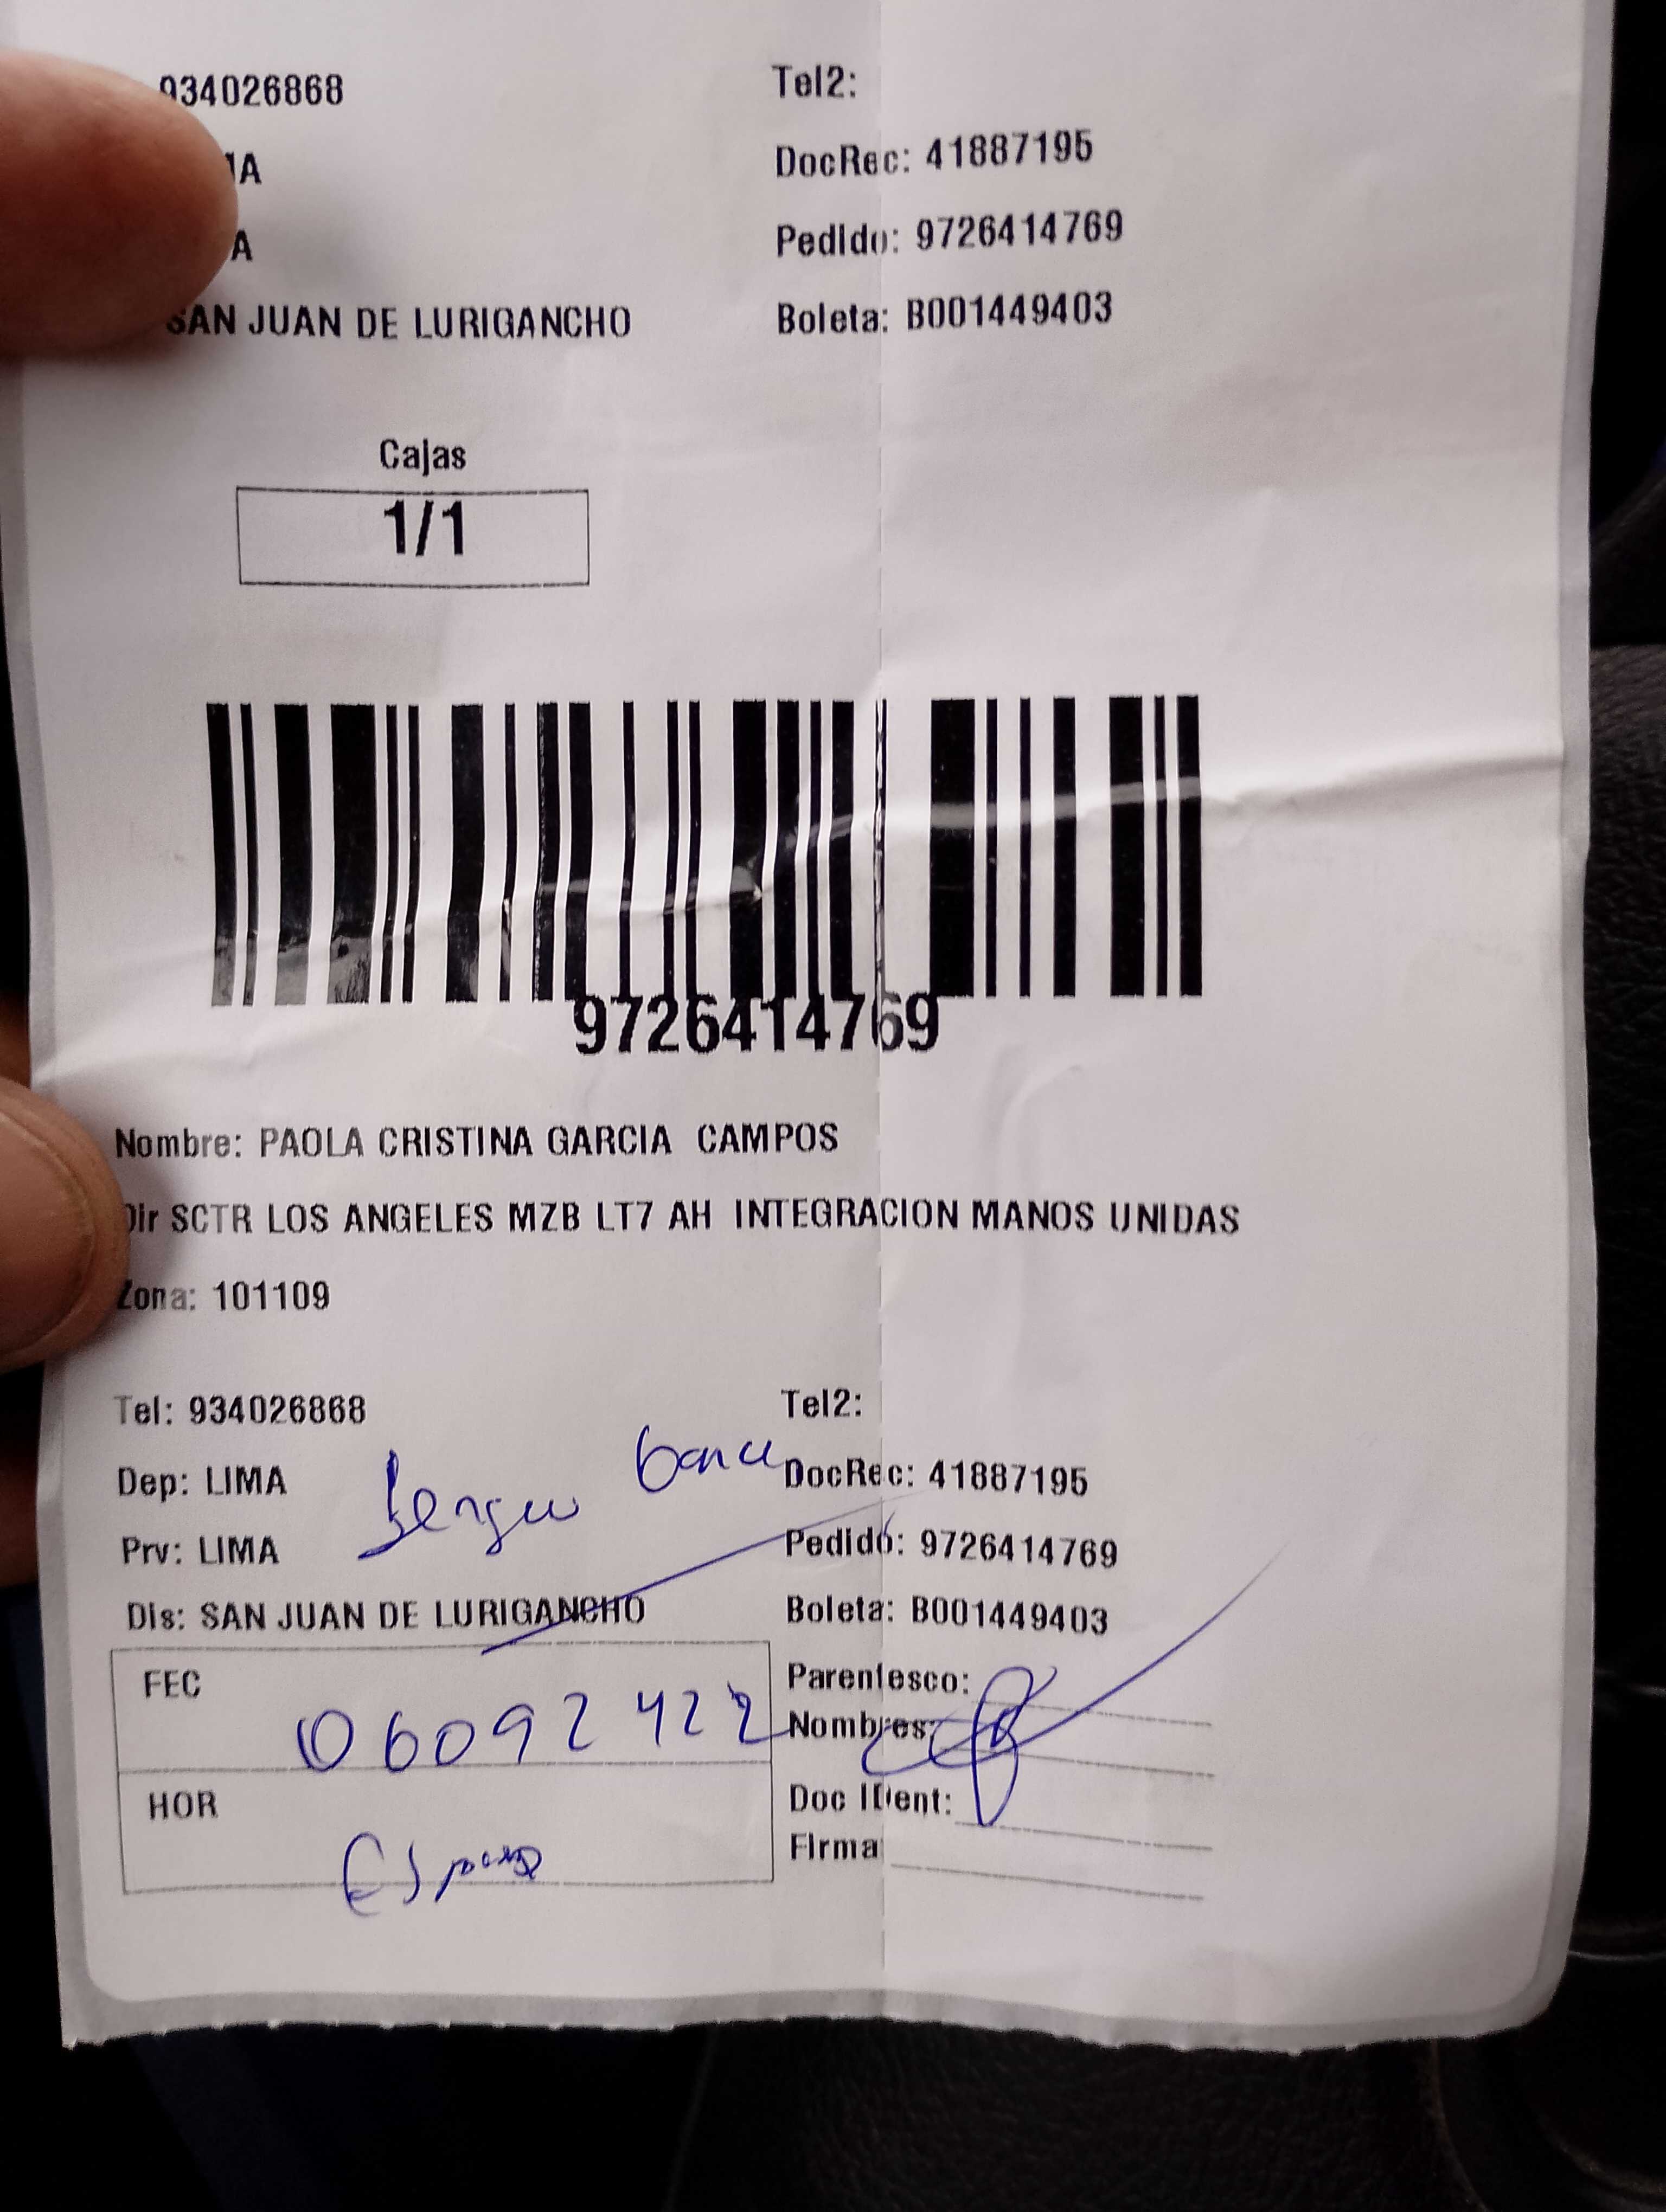 934026868 Tel2:
DocRec: 41887195
Pedido: 9726414769
SAN JUAN DE LURIGANCHO Boleta: B001449403
Cajas
1/1
9726414769
Nombre: PAOLA CRISTINA GARCIA CAMPOS
Dir SCTR LOS ANGELES MZB LT7 AH INTEGRACION MANOS UNIDAS
Zona: 101109
Tel: 934026868 Tel2:
Dep: LIMA DocRec: 41887195
Prv: LIMA Pedido: 9726414769
Dis: SAN JUAN DE LURIGANCHO Boleta: B001449403
FEC 06092422 Parentesco:
Nombres:
HOR Doc IDent:
Firma